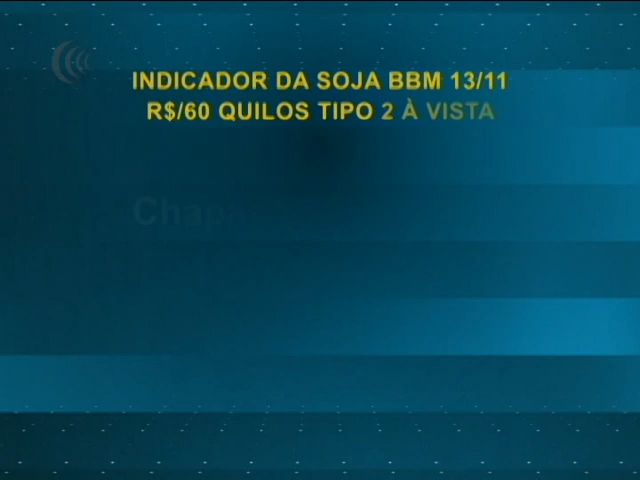 INDICADOR DA SOJA BBM 13/11
R$/60 QUILOS TIPO 2 À VISTA